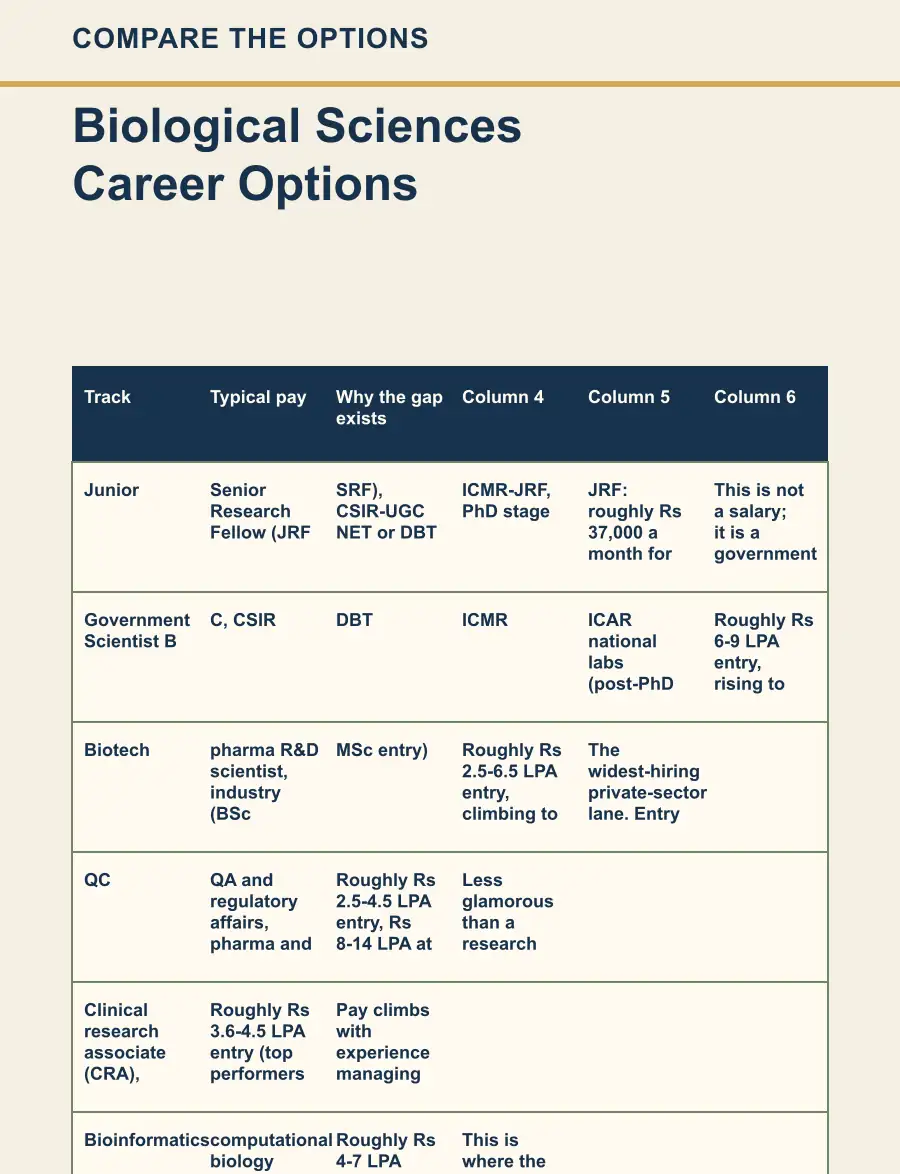 COMPARE THE OPTIONS
Biological Sciences
Career Options
Track
Typical pay
Why the gap
exists
Column 4
Column 5
Column 6
Junior
Senior
Research
Fellow (JRF
SRF),
CSIR-UGC
NET or DBT
ICMR-JRF,
PhD stage
JRF:
roughly Rs
37,000 a
month for
This is not
a salary;
it is a
government
Government
Scientist B
C, CSIR
DBT
ICMR
ICAR
national
labs
(post-PhD
Roughly Rs
6-9 LPA
entry,
rising to
Biotech
pharma R&D
scientist,
industry
(BSc
MSc entry)
Roughly Rs
2.5-6.5 LPA
entry,
climbing to
The
widest-hiring
private-sector
lane. Entry
QC
QA and
regulatory
affairs,
pharma and
Roughly Rs
2.5-4.5 LPA
entry, Rs
8-14 LPA at
Less
glamorous
than a
research
Clinical
research
associate
(CRA),
Roughly Rs
3.6-4.5 LPA
entry (top
performers
Pay climbs
with
experience
managing
Bioinformatics
computational
biology
Roughly Rs
4-7 LPA
This is
where the